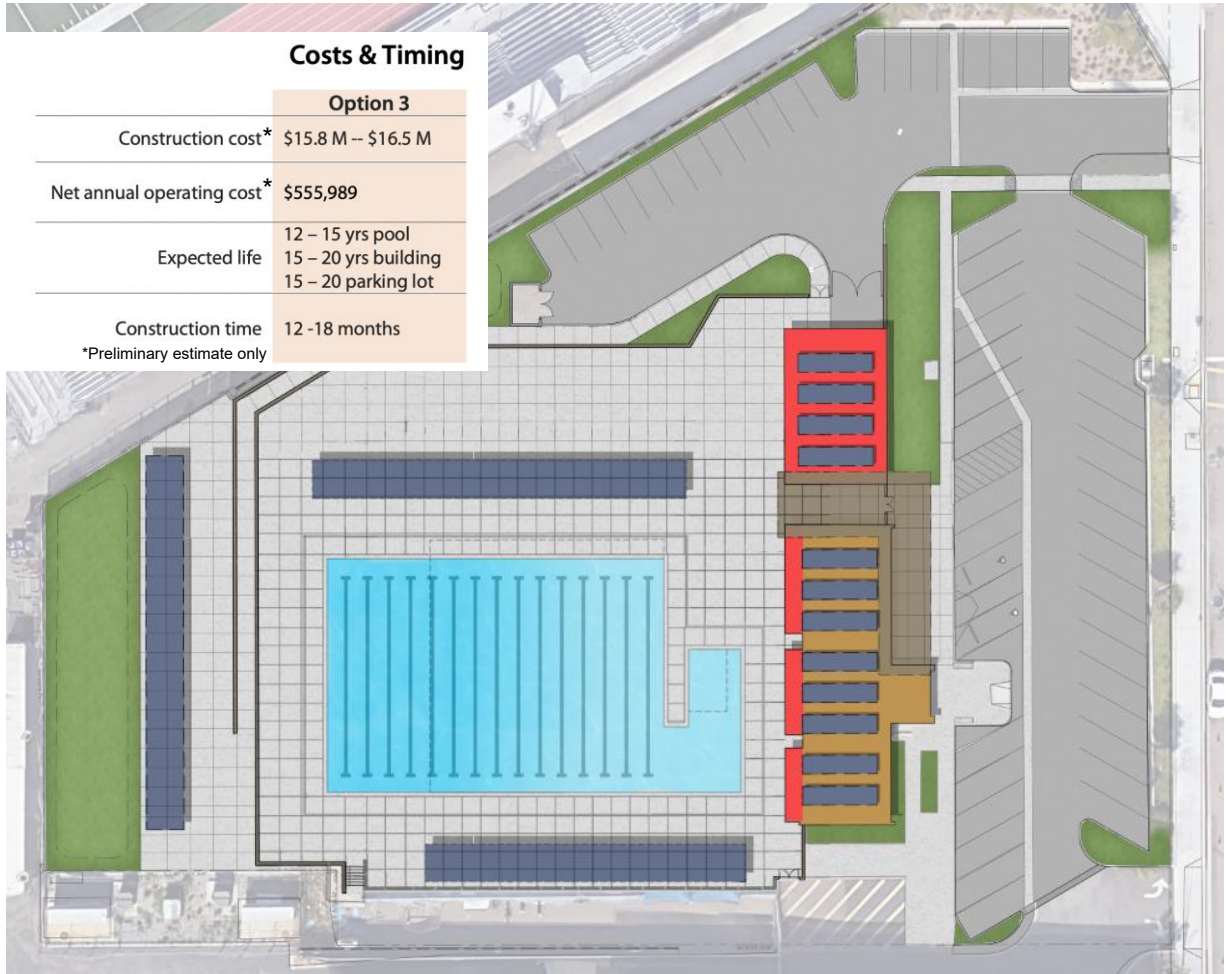 Costs & Timing
Option 3
Construction cost* $15.8 M -- $16.5 M
Net annual operating cost* $555,989
Expected life
12 – 15 yrs pool
15 – 20 yrs building
15 – 20 parking lot
Construction time 12 -18 months
*Preliminary estimate only